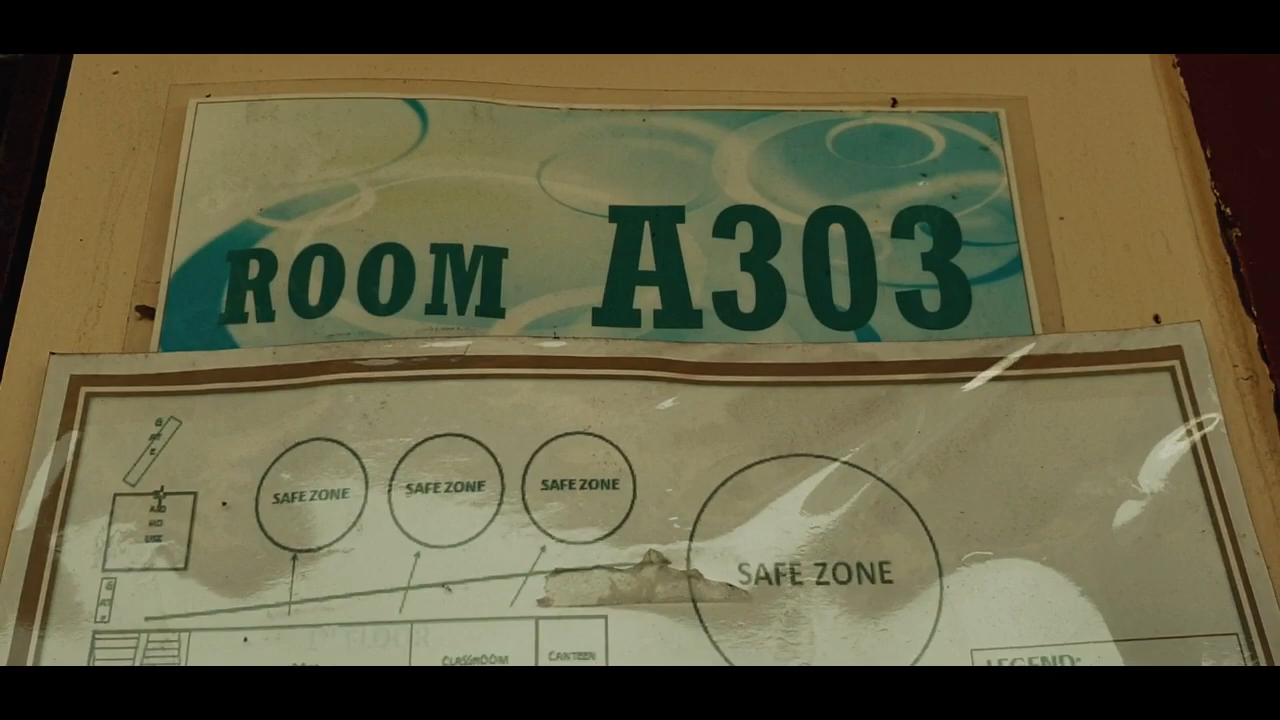 ROOM A303
SAFE ZONE
SAFE ZONE
SAFE ZONE
SAFE ZONE
CLASSROOM
CANTEEN
LEGEND: